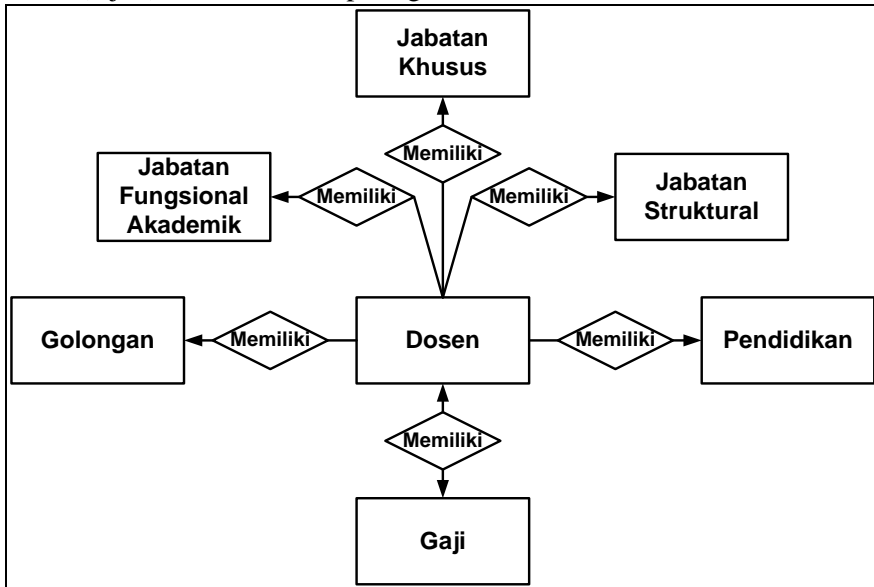 Jabatan
Khusus
Memiliki
Jabatan
Fungsional
Akademik
Memiliki
Memiliki
Jabatan
Struktural
Golongan
Memiliki
Dosen
Memiliki
Pendidikan
Memiliki
Gaji